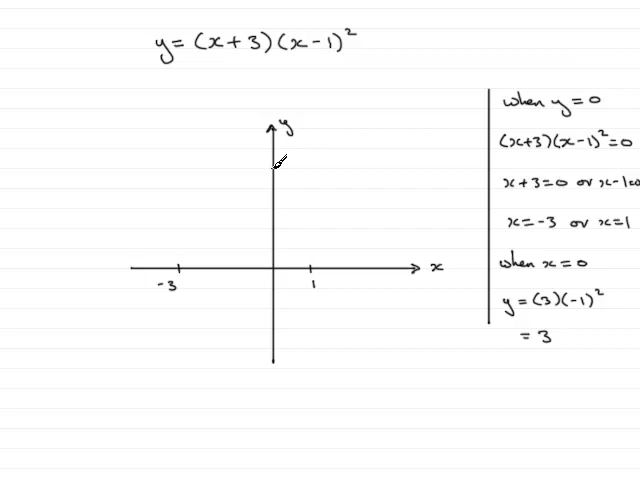 y = (x + 3)(x - 1)²
y
x
-3
1
when y = 0
(x+3)(x-1)² = 0
x+3 = 0 or x-1=0
x = -3 or x = 1
when x = 0
y = (3)(-1)²
= 3